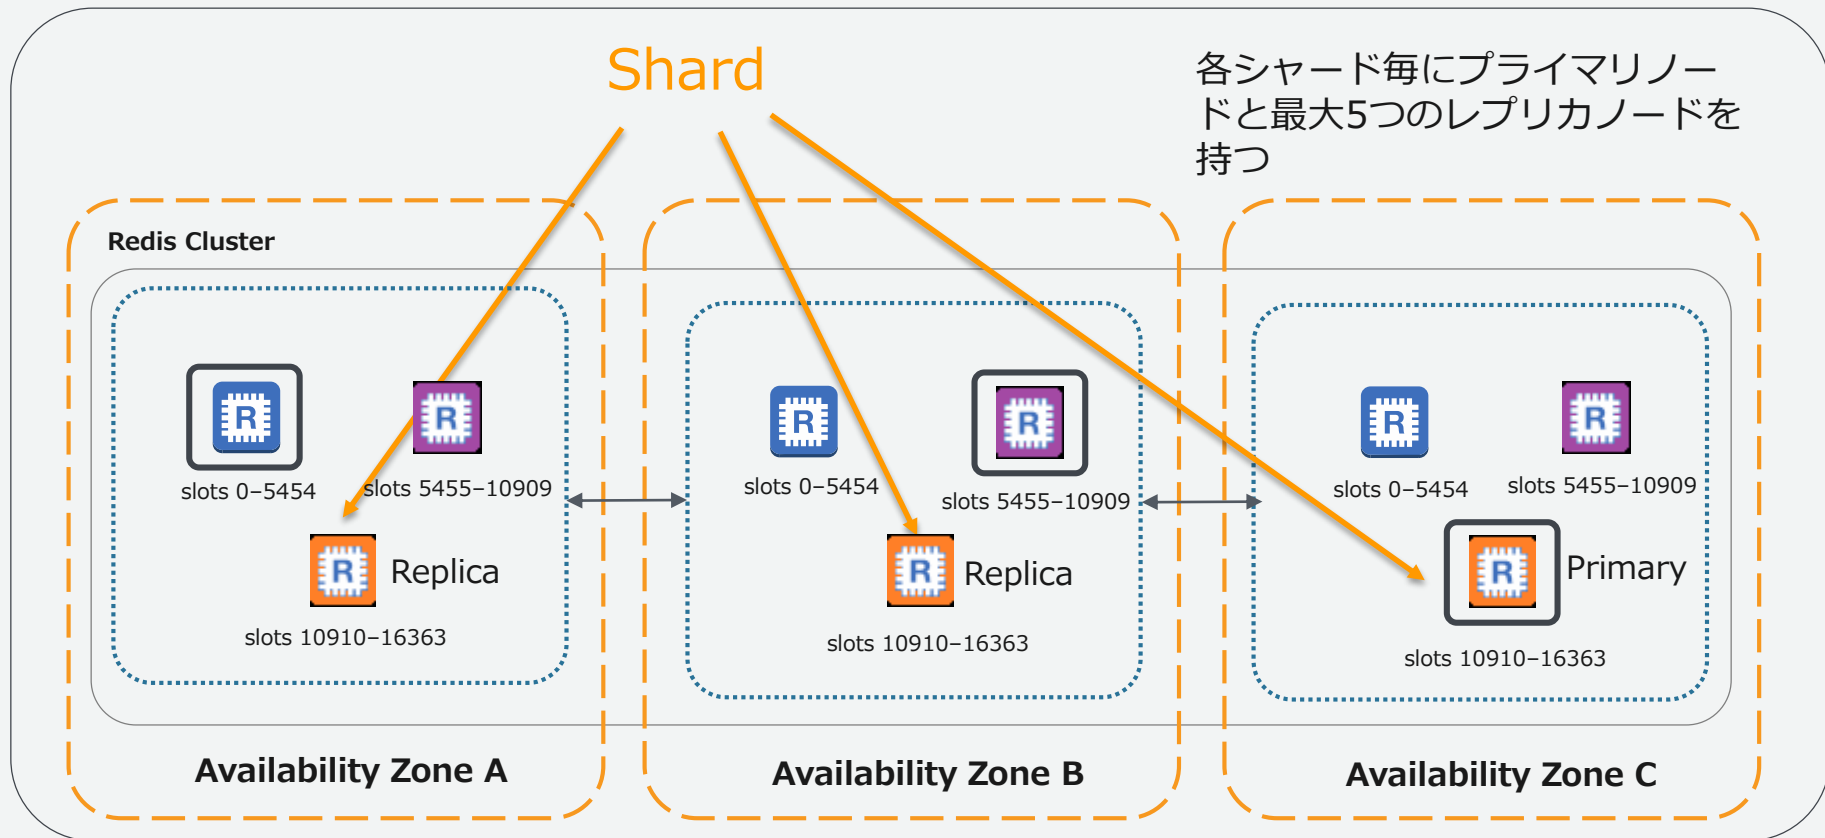 Shard
各シャード毎にプライマリノー
ドと最大5つのレプリカノードを
持つ
Redis Cluster
R
R
slots 0–5454
slots 5455–10909
R
Replica
slots 10910–16363
Availability Zone A
R
R
slots 0–5454
slots 5455–10909
R
Replica
slots 10910–16363
Availability Zone B
R
R
slots 0–5454
slots 5455–10909
R
Primary
slots 10910–16363
Availability Zone C